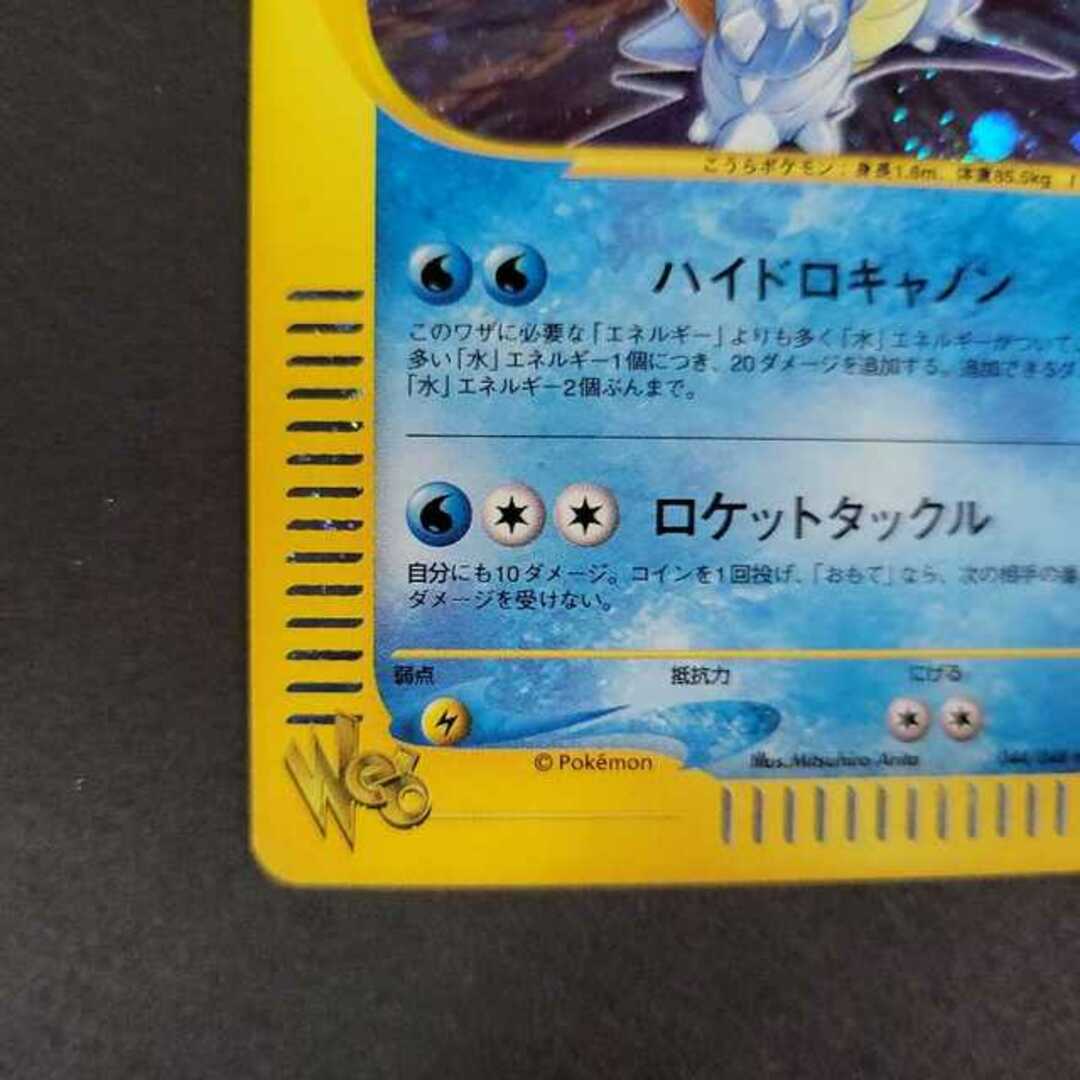 こうらポケモン：身長1.6m、体重85.5kg
ハイドロキャノン
このワザに必要な「エネルギー」よりも多く「水」エネルギーがついて、
多い「水」エネルギー1個につき、20ダメージを追加する。追加できるダ
「水」エネルギー2個ぶんまで。
ロケットタックル
自分にも10ダメージ。コインを1回投げ、「おもて」なら、次の相手の番
ダメージを受けない。
弱点 抵抗力 にげる
Web
© Pokémon Illus. Mitsuhiro Arita